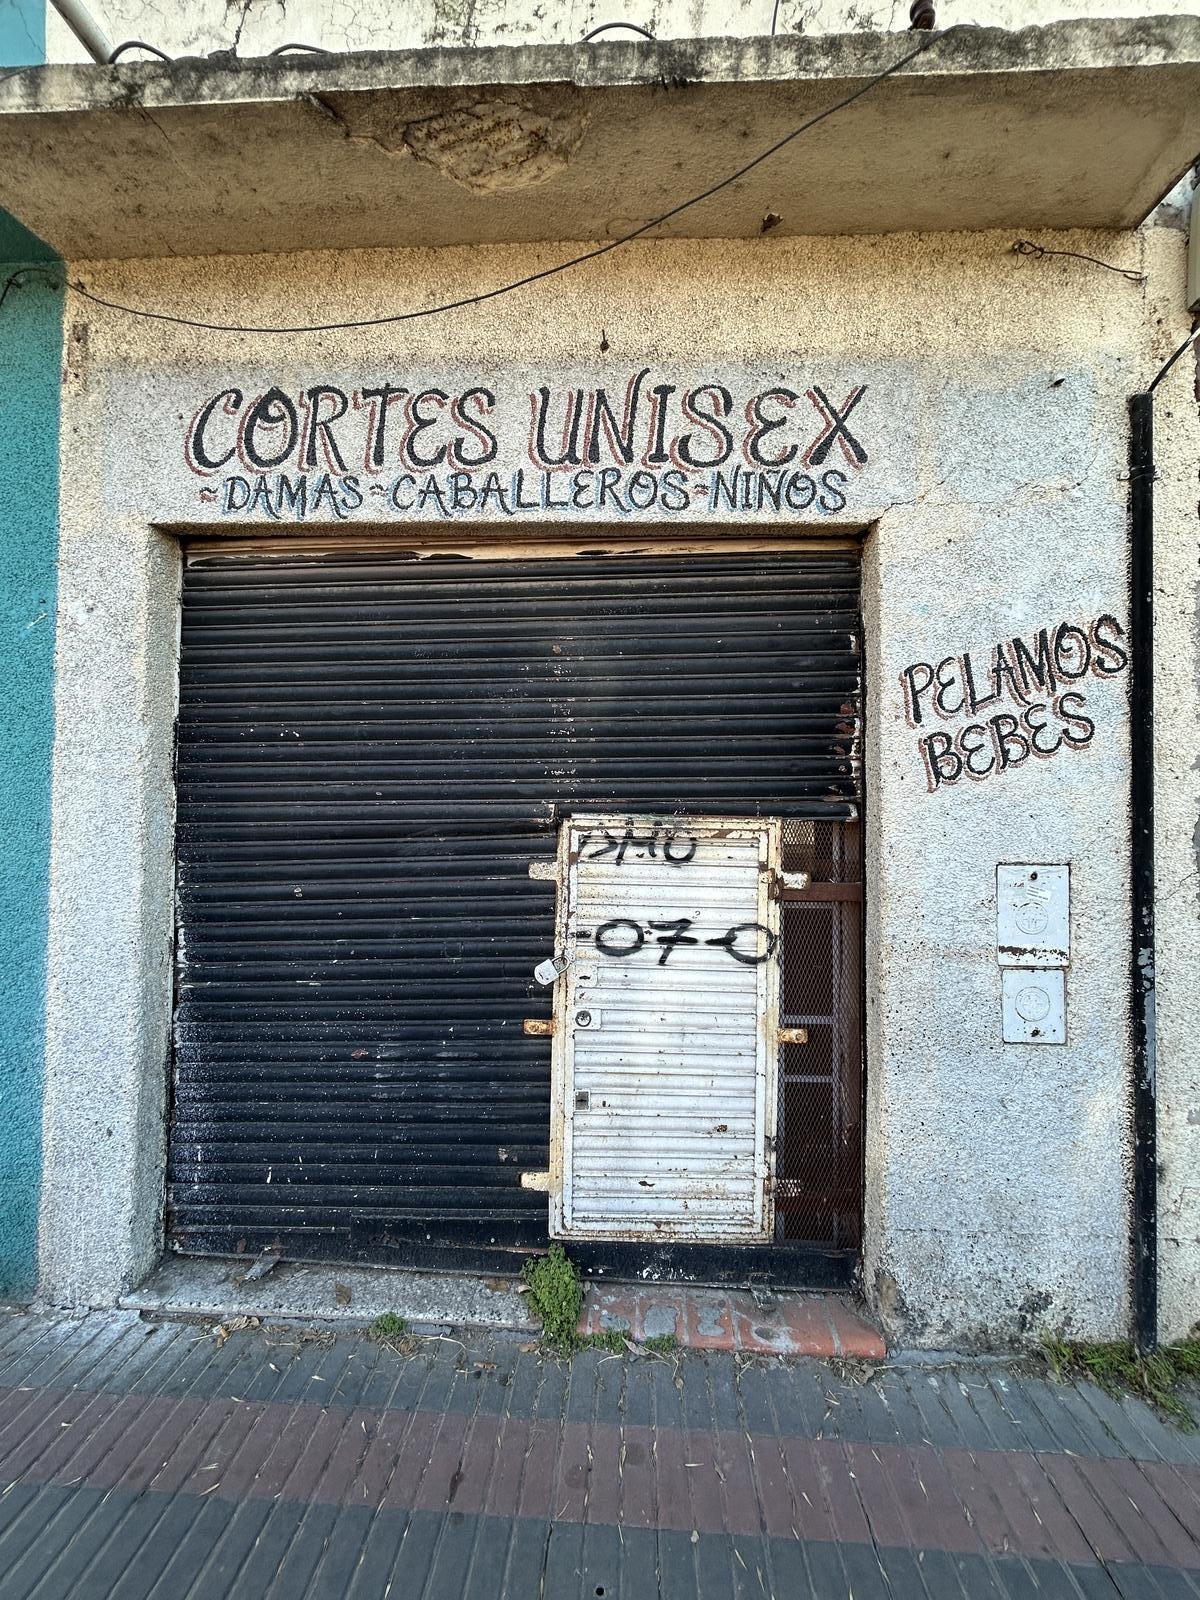 CORTES UNISEX
~DAMAS~CABALLEROS~NIÑOS
PELAMOS
BEBES
-07-0